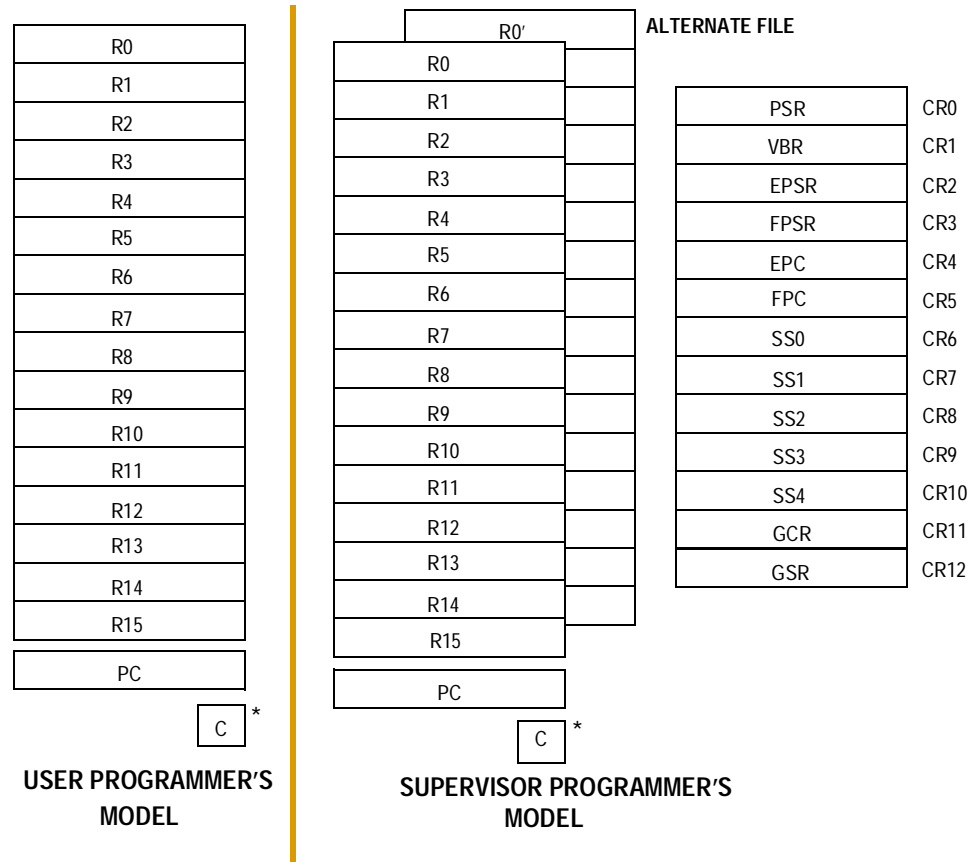 R0
R1
R2
R3
R4
R5
R6
R7
R8
R9
R10
R11
R12
R13
R14
R15
PC
C *
USER PROGRAMMER'S
MODEL
R0′
ALTERNATE FILE
R0
R1
R2
R3
R4
R5
R6
R7
R8
R9
R10
R11
R12
R13
R14
R15
PC
C *
SUPERVISOR PROGRAMMER'S
MODEL
PSR CR0
VBR CR1
EPSR CR2
FPSR CR3
EPC CR4
FPC CR5
SS0 CR6
SS1 CR7
SS2 CR8
SS3 CR9
SS4 CR10
GCR CR11
GSR CR12